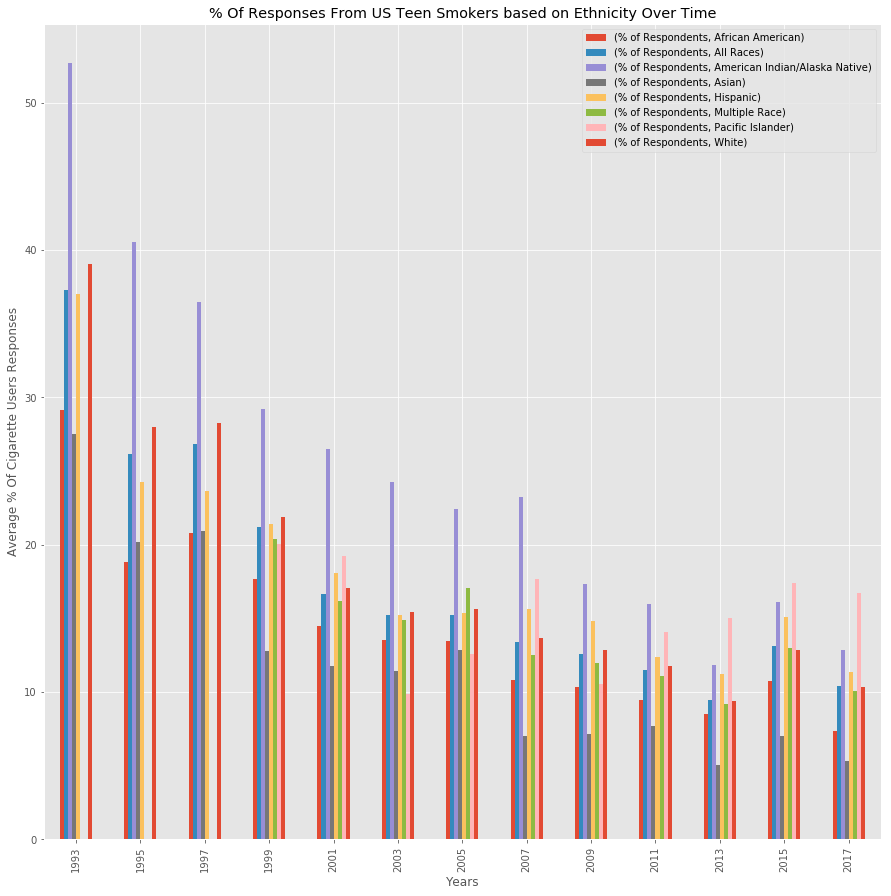 % Of Responses From US Teen Smokers based on Ethnicity Over Time
(% of Respondents, African American)
(% of Respondents, All Races)
(% of Respondents, American Indian/Alaska Native)
(% of Respondents, Asian)
(% of Respondents, Hispanic)
(% of Respondents, Multiple Race)
(% of Respondents, Pacific Islander)
(% of Respondents, White)
Average % Of Cigarette Users Responses
50
40
30
20
10
0
1993
1995
1997
1999
2001
2003
2005
2007
2009
2011
2013
2015
2017
Years